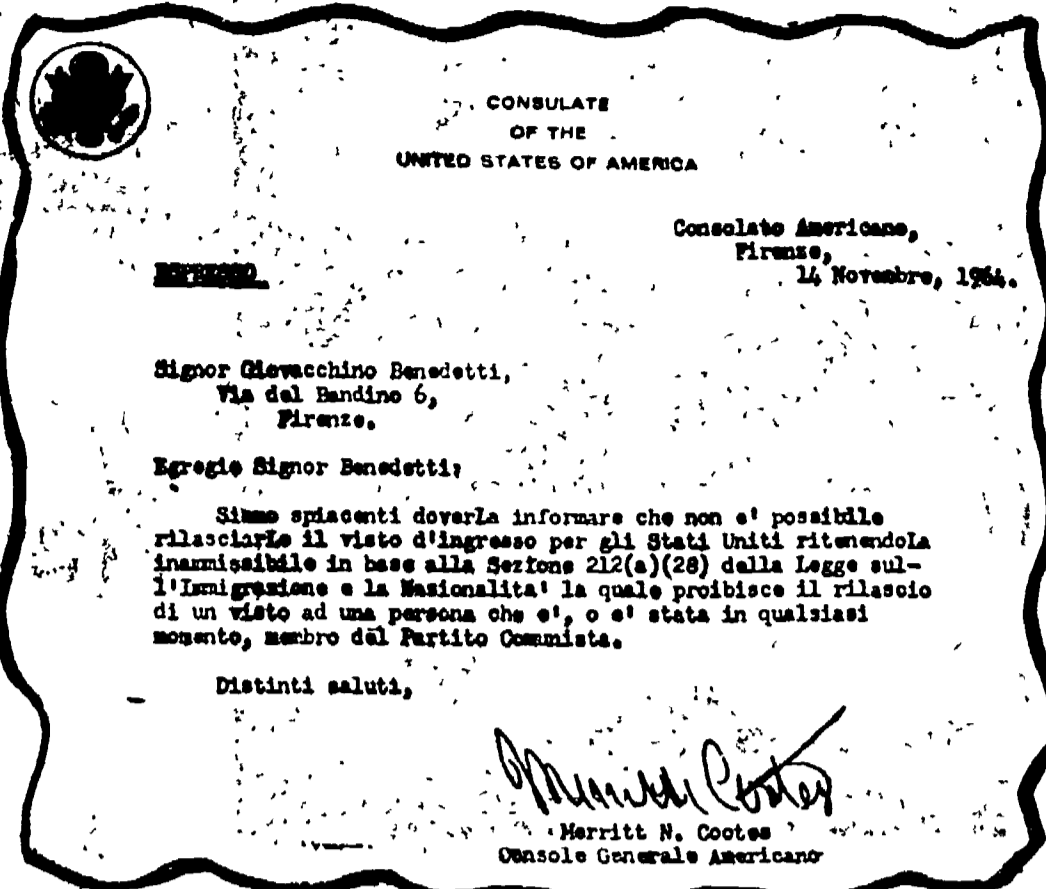 CONSULATE
OF THE
UNITED STATES OF AMERICA
Consolato Americano,
Firenze,
14 Novembre, 1964.
ESPRESSO
Signor Giovacchino Benedetti,
Via del Bandino 6,
Firenze.
Egregio Signor Benedetti:
Siamo spiacenti doverLa informare che non e' possibile
rilasciarLe il visto d'ingresso per gli Stati Uniti ritenendoLa
inammissibile in base alla Sezione 212(a)(28) della Legge sul-
l'Immigrazione e la Nasionalita' la quale proibisce il rilascio
di un visto ad una persona che e', o e' stata in qualsiasi
momento, membro del Partito Comunista.
Distinti saluti,
Merritt Cootes
Merritt N. Cootes
Console Generale Americano